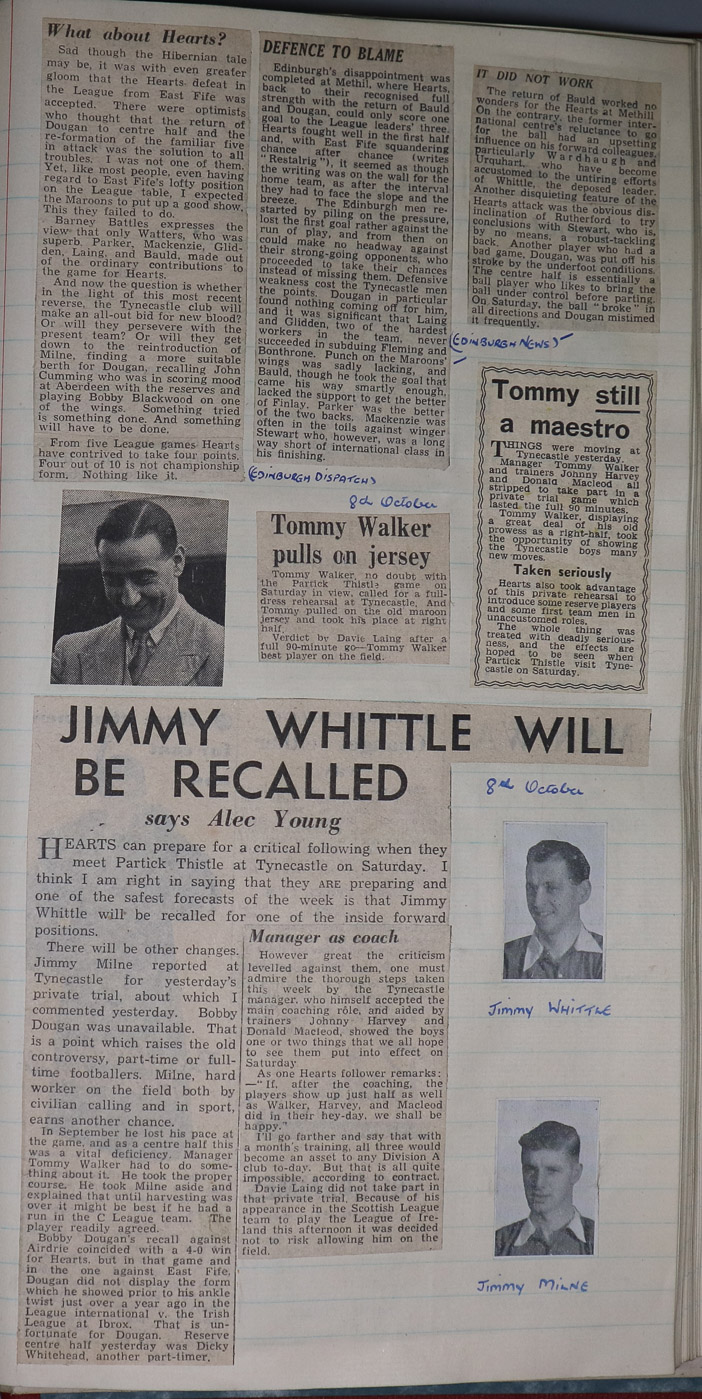 What about Hearts?
Sad though the Hibernian tale
may be, it was with even greater
gloom that the Hearts defeat in
the League from East Fife was
accepted. There were optimists
who thought that the return of
Dougan to centre half and the
re-formation of the familiar five
in attack was the solution to all
troubles. I was not one of them.
Yet, like most people, even having
regard to East Fife's lofty position
on the League table, I expected
the Maroons to put up a good show.
This they failed to do.
Barney Battles expresses the
view that only Watters, who was
superb, Parker, Mackenzie, Glid-
den, Laing, and Bauld, made out
of the ordinary contributions to
the game for Hearts.
And now the question is whether
in the light of this most recent
reverse, the Tynecastle club will
make an all-out bid for new blood?
Or will they persevere with the
present team? Or will they get
down to the reintroduction of
Milne, finding a more suitable
berth for Dougan, recalling John
Cumming who was in scoring mood
at Aberdeen with the reserves and
playing Bobby Blackwood on one
of the wings. Something tried
is something done. And something
will have to be done.
From five League games Hearts
have contrived to take four points.
Four out of 10 is not championship
form. Nothing like it.
DEFENCE TO BLAME
Edinburgh's disappointment was
completed at Methil, where Hearts,
back to their recognised full
strength with the return of Bauld
and Dougan, could only score one
goal to the League leaders' three.
Hearts fought well in the first half
and, with East Fife squandering
chance after chance (writes
"Restalrig"), it seemed as though
the writing was on the wall for the
home team, as after the interval
they had to face the slope and the
breeze. The Edinburgh men re-
started by piling on the pressure,
lost the first goal rather against the
run of play, and from then on
could make no headway against
their strong-going opponents, who
proceeded to take their chances
instead of missing them. Defensive
weakness cost the Tynecastle men
the points. Dougan in particular
found nothing coming off for him,
and it was significant that Laing
and Glidden, two of the hardest
workers in the team, never
succeeded in subduing Fleming and
Bonthrone. Punch on the Maroons'
wings was sadly lacking, and
Bauld, though he took the goal that
came his way smartly enough,
lacked the support to get the better
of Finlay. Parker was the better
of the two backs. Mackenzie was
often in the toils against winger
Stewart who, however, was a long
way short of international class in
his finishing.
(EDINBURGH DISPATCH)
IT DID NOT WORK
The return of Bauld worked no
wonders for the Hearts at Methil
On the contrary, the former inter-
national centre's reluctance to go
for the ball had an upsetting
influence on his forward colleagues,
particularly Wardhaugh and
Urquhart, who have become
accustomed to the untiring efforts
of Whittle, the deposed leader.
Another disquieting feature of the
Hearts attack was the obvious dis-
inclination of Rutherford to try
conclusions with Stewart, who is,
by no means, a robust-tackling
back. Another player who had a
bad game, Dougan, was put off his
stroke by the underfoot conditions.
The centre half is essentially a
ball player who likes to bring the
ball under control before parting.
On Saturday, the ball "broke" in
all directions and Dougan mistimed
it frequently.
(EDINBURGH NEWS)
8th October
Tommy Walker
pulls on jersey
Tommy Walker, no doubt with
the Partick Thistle game on
Saturday in view, called for a full-
dress rehearsal at Tynecastle. And
Tommy pulled on the old maroon
jersey and took his place at right
half.
Verdict by Davie Laing after a
full 90-minute go—Tommy Walker
best player on the field.
Tommy still
a maestro
THINGS were moving at
Tynecastle yesterday.
Manager Tommy Walker
and trainers Johnny Harvey
and Donald Macleod all
stripped to take part in a
private trial game which
lasted the full 90 minutes.
Tommy Walker, displaying
a great deal of his old
prowess as a right-half, took
the opportunity of showing
the Tynecastle boys many
new moves.
Taken seriously
Hearts also took advantage
of this private rehearsal to
introduce some reserve players
and some first team men in
unaccustomed roles.
The whole thing was
treated with deadly serious-
ness, and the effects are
hoped to be seen when
Partick Thistle visit Tyne-
castle on Saturday.
JIMMY WHITTLE WILL
BE RECALLED
says Alec Young
HEARTS can prepare for a critical following when they
meet Partick Thistle at Tynecastle on Saturday. I
think I am right in saying that they ARE preparing and
one of the safest forecasts of the week is that Jimmy
Whittle will be recalled for one of the inside forward
positions.
There will be other changes.
Jimmy Milne reported at
Tynecastle for yesterday's
private trial, about which I
commented yesterday. Bobby
Dougan was unavailable. That
is a point which raises the old
controversy, part-time or full-
time footballers. Milne, hard
worker on the field both by
civilian calling and in sport,
earns another chance.
In September he lost his pace at
the game, and as a centre half this
was a vital deficiency. Manager
Tommy Walker had to do some-
thing about it. He took the proper
course. He took Milne aside and
explained that until harvesting was
over it might be best if he had a
run in the C League team. The
player readily agreed.
Bobby Dougan's recall against
Airdrie coincided with a 4-0 win
for Hearts, but in that game and
in the one against East Fife,
Dougan did not display the form
which he showed prior to his ankle
twist just over a year ago in the
League international v. the Irish
League at Ibrox. That is un-
fortunate for Dougan. Reserve
centre half yesterday was Dicky
Whitehead, another part-timer.
Manager as coach
However great the criticism
levelled against them, one must
admire the thorough steps taken
this week by the Tynecastle
manager, who himself accepted the
main coaching rôle, and aided by
trainers Johnny Harvey and
Donald Macleod, showed the boys
one or two things that we all hope
to see them put into effect on
Saturday
As one Hearts follower remarks:
—"If, after the coaching, the
players show up just half as well
as Walker, Harvey, and Macleod
did in their hey-day, we shall be
happy."
I'll go farther and say that with
a month's training, all three would
become an asset to any Division A
club to-day. But that is all quite
impossible, according to contract.
Davie Laing did not take part in
that private trial. Because of his
appearance in the Scottish League
team to play the League of Ire-
land this afternoon it was decided
not to risk allowing him on the
field.
8th October
Jimmy WHITTLE
Jimmy MILNE